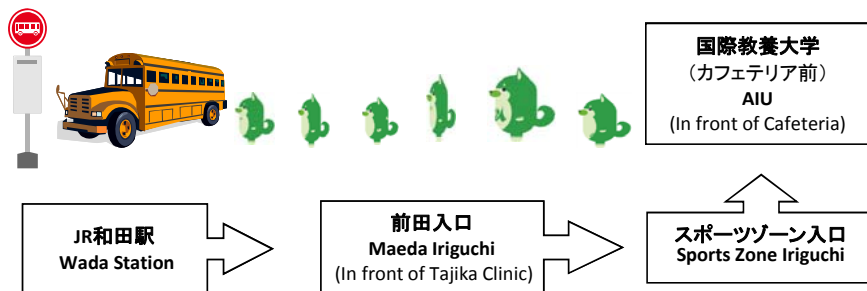 国際教養大学
（カフェテリア前）
AIU
(In front of Cafeteria)
JR和田駅
Wada Station
前田入口
Maeda Iriguchi
(In front of Tajika Clinic)
スポーツゾーン入口
Sports Zone Iriguchi